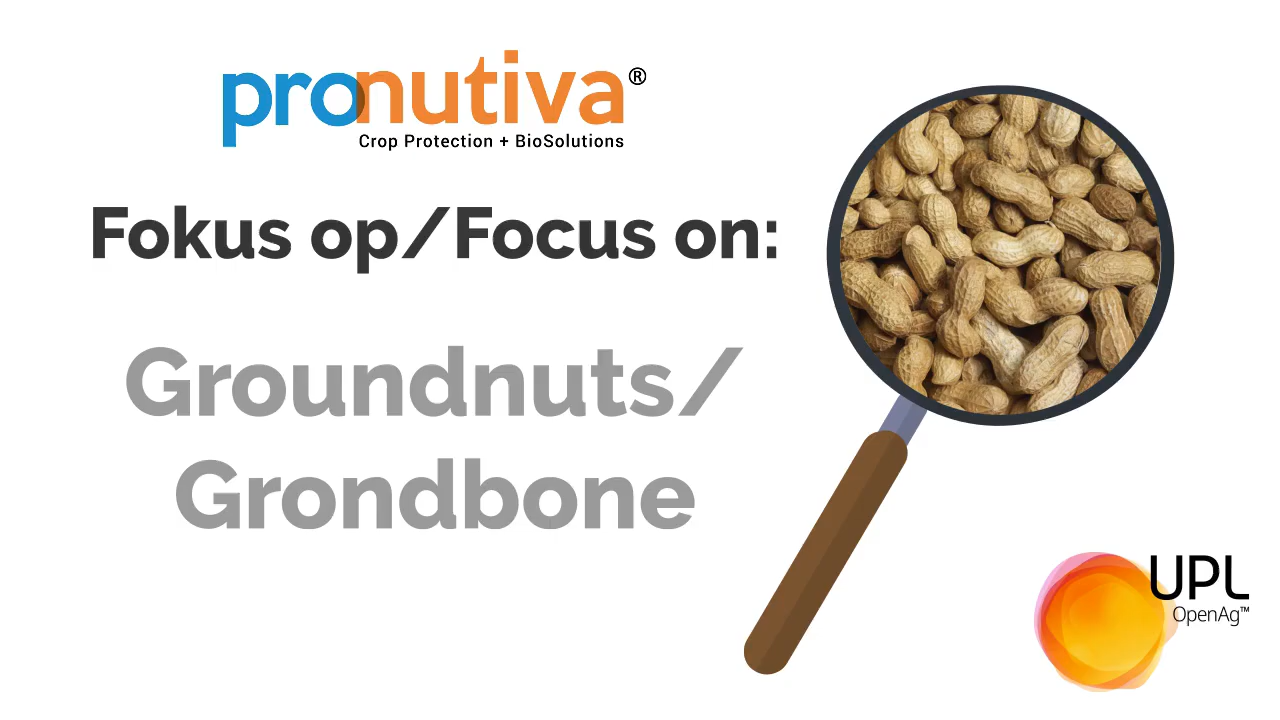 pronutiva®
Crop Protection + BioSolutions
Fokus op/Focus on:
Groundnuts/
Grondbone
UPL
OpenAg™